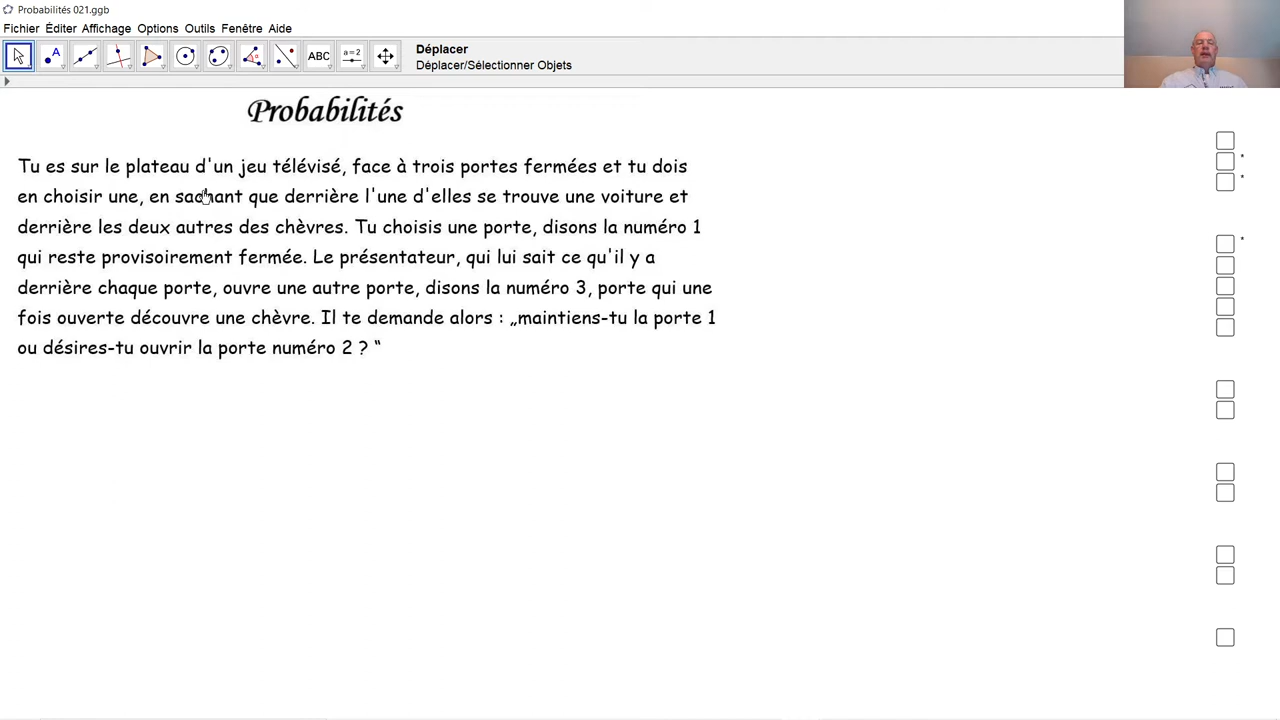 Probabilités 021.ggb
Fichier Éditer Affichage Options Outils Fenêtre Aide
A
ABC
a=2
Déplacer
Déplacer/Sélectionner Objets
Probabilités
Tu es sur le plateau d'un jeu télévisé, face à trois portes fermées et tu dois
en choisir une, en sachant que derrière l'une d'elles se trouve une voiture et
derrière les deux autres des chèvres. Tu choisis une porte, disons la numéro 1
qui reste provisoirement fermée. Le présentateur, qui lui sait ce qu'il y a
derrière chaque porte, ouvre une autre porte, disons la numéro 3, porte qui une
fois ouverte découvre une chèvre. Il te demande alors : „maintiens-tu la porte 1
ou désires-tu ouvrir la porte numéro 2 ? “
*
*
*